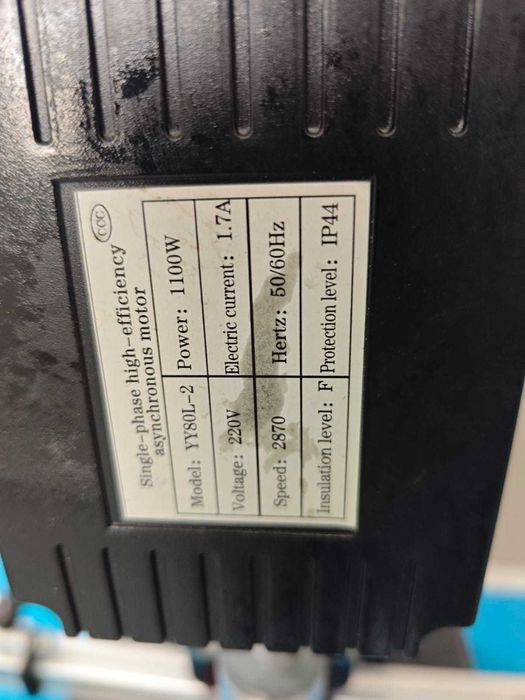 CCC
Single-phase high-efficiency
asynchronous motor
Model: YY80L-2 Power: 1100W
Voltage: 220V Electric current: 1.7A
Speed: 2870 Hertz: 50/60Hz
Insulation level: F Protection level: IP44